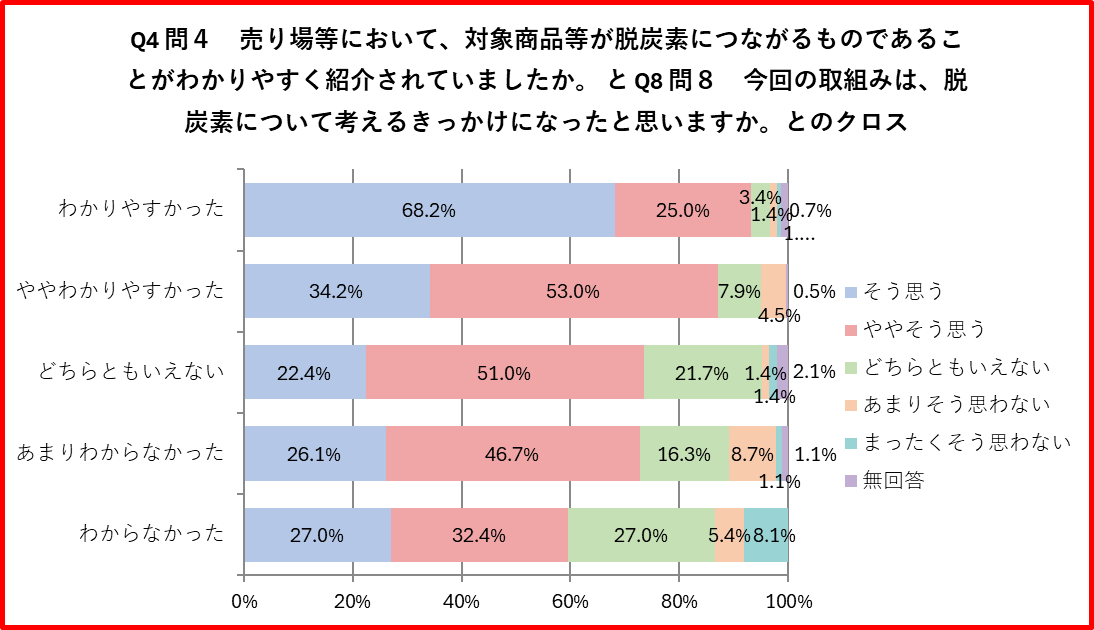 Q4 問４　売り場等において、対象商品等が脱炭素につながるものであるこ
とがわかりやすく紹介されていましたか。 と Q8 問８　今回の取組みは、脱
炭素について考えるきっかけになったと思いますか。とのクロス
わかりやすかった
68.2% 25.0% 3.4% 1.4% 1.... 0.7%
ややわかりやすかった
34.2% 53.0% 7.9% 4.5% 0.5%
どちらともいえない
22.4% 51.0% 21.7% 1.4% 1.4% 2.1%
あまりわからなかった
26.1% 46.7% 16.3% 8.7% 1.1% 1.1%
わからなかった
27.0% 32.4% 27.0% 5.4% 8.1%
0% 20% 40% 60% 80% 100%
そう思う
ややそう思う
どちらともいえない
あまりそう思わない
まったくそう思わない
無回答